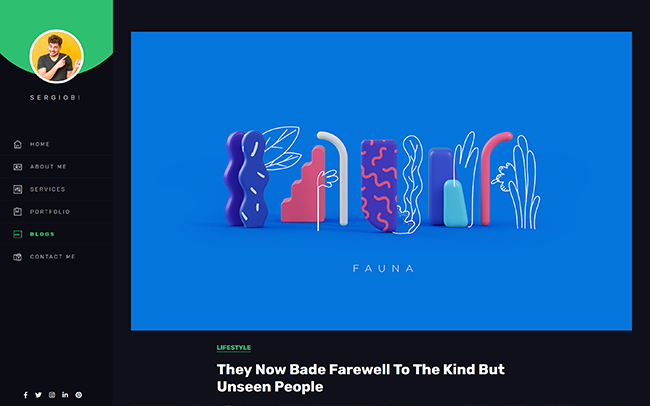 SERGIOBI
HOME
ABOUT ME
SERVICES
PORTFOLIO
BLOGS
CONTACT ME
FAUNA
LIFESTYLE
They Now Bade Farewell To The Kind But
Unseen People